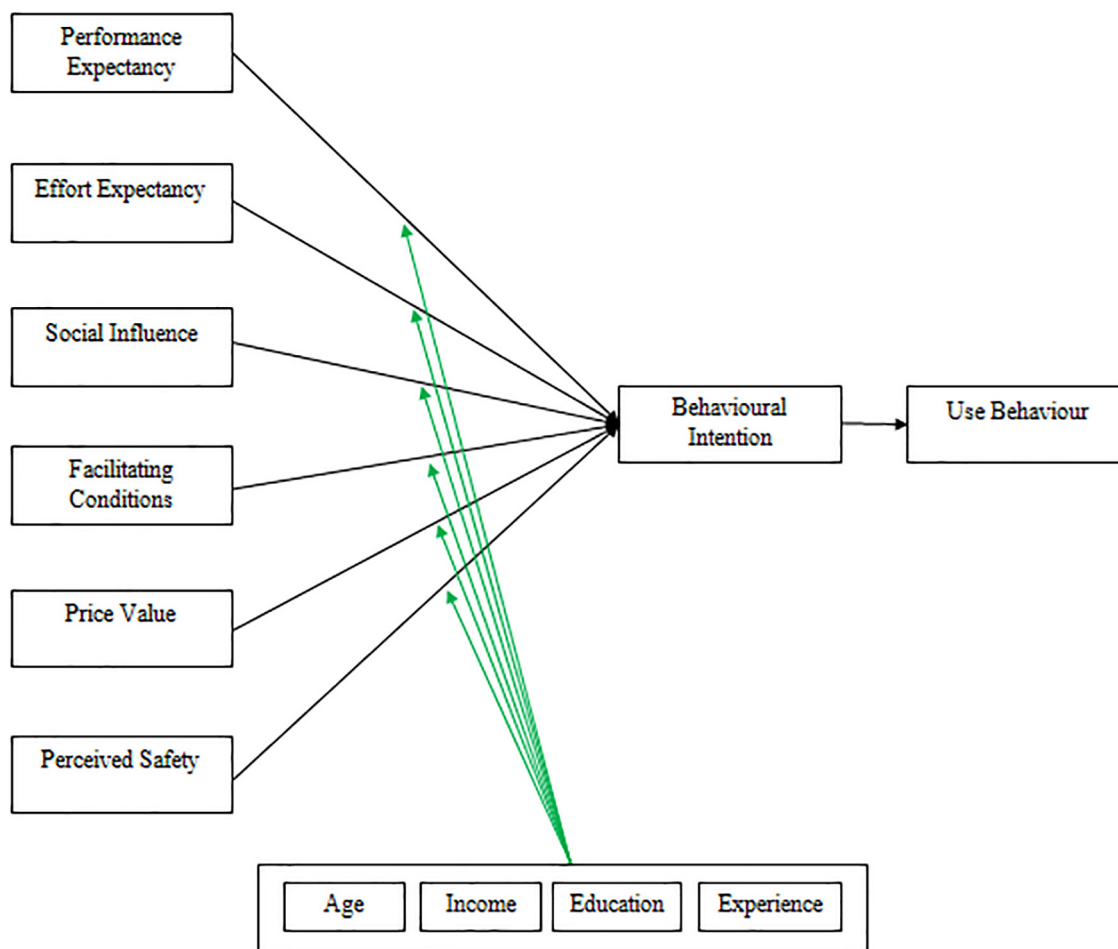 Performance
Expectancy
Effort Expectancy
Social Influence
Facilitating
Conditions
Price Value
Perceived Safety
Behavioural
Intention
Use Behaviour
Age
Income
Education
Experience